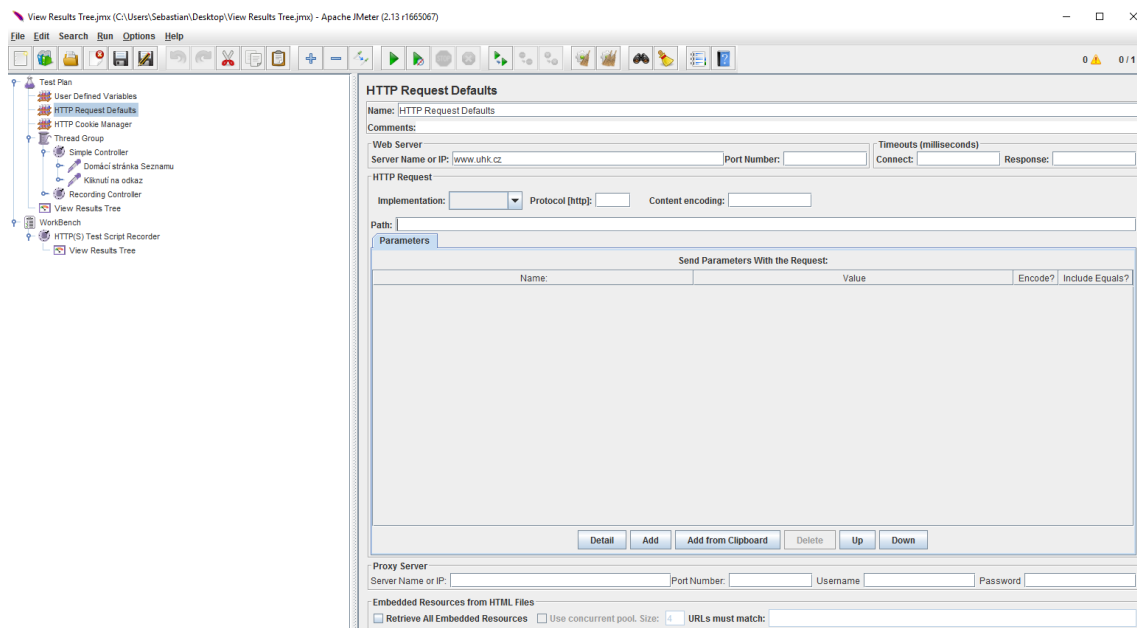 View Results Tree.jmx (C:\Users\Sebastian\Desktop\View Results Tree.jmx) - Apache JMeter (2.13 r1665067)
File Edit Search Run Options Help
0 0 / 1
Test Plan
User Defined Variables
HTTP Request Defaults
HTTP Cookie Manager
Thread Group
Simple Controller
Domácí stránka Seznamu
Kliknutí na odkaz
Recording Controller
View Results Tree
WorkBench
HTTP(S) Test Script Recorder
View Results Tree
HTTP Request Defaults
Name: HTTP Request Defaults
Comments:
Web Server Timeouts (milliseconds)
Server Name or IP: www.uhk.cz Port Number: Connect: Response:
HTTP Request
Implementation: Protocol [http]: Content encoding:
Path:
Parameters
Send Parameters With the Request:
Name: Value Encode? Include Equals?
Detail Add Add from Clipboard Delete Up Down
Proxy Server
Server Name or IP: Port Number: Username Password
Embedded Resources from HTML Files
Retrieve All Embedded Resources Use concurrent pool. Size: 4 URLs must match: